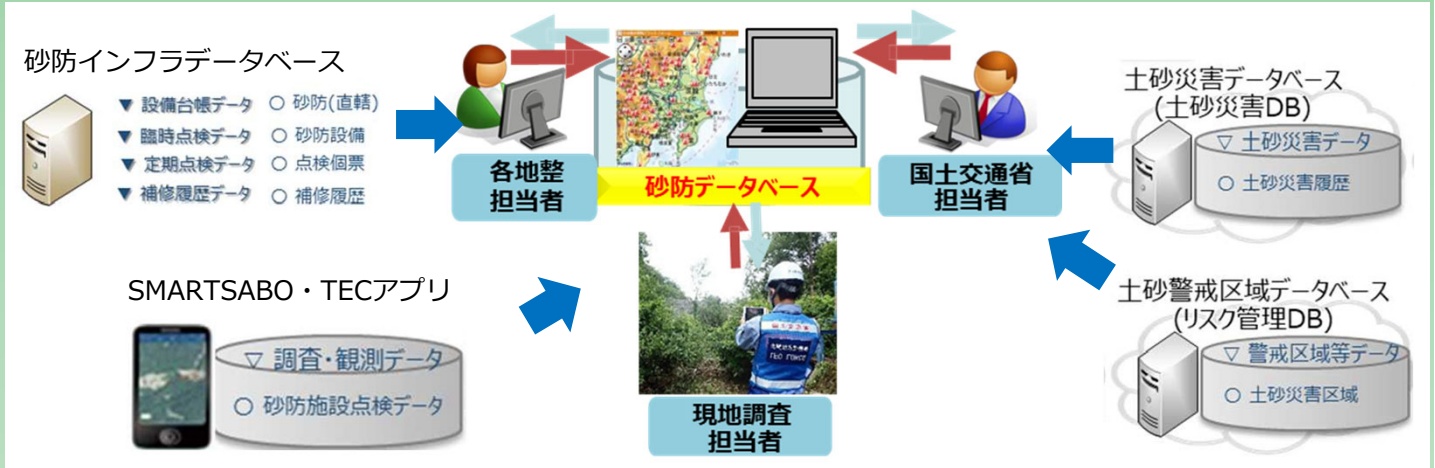 砂防インフラデータベース
▼ 設備台帳データ ○ 砂防(直轄)
▼ 臨時点検データ ○ 砂防設備
▼ 定期点検データ ○ 点検個票
▼ 補修履歴データ ○ 補修履歴
SMARTSABO・TECアプリ
▽ 調査・観測データ
○ 砂防施設点検データ
各地整
担当者
砂防データベース
国土交通省
担当者
現地調査
担当者
TEC FORCE
土砂災害データベース
(土砂災害DB)
▽ 土砂災害データ
○ 土砂災害履歴
土砂警戒区域データベース
(リスク管理DB)
▽ 警戒区域等データ
○ 土砂災害区域